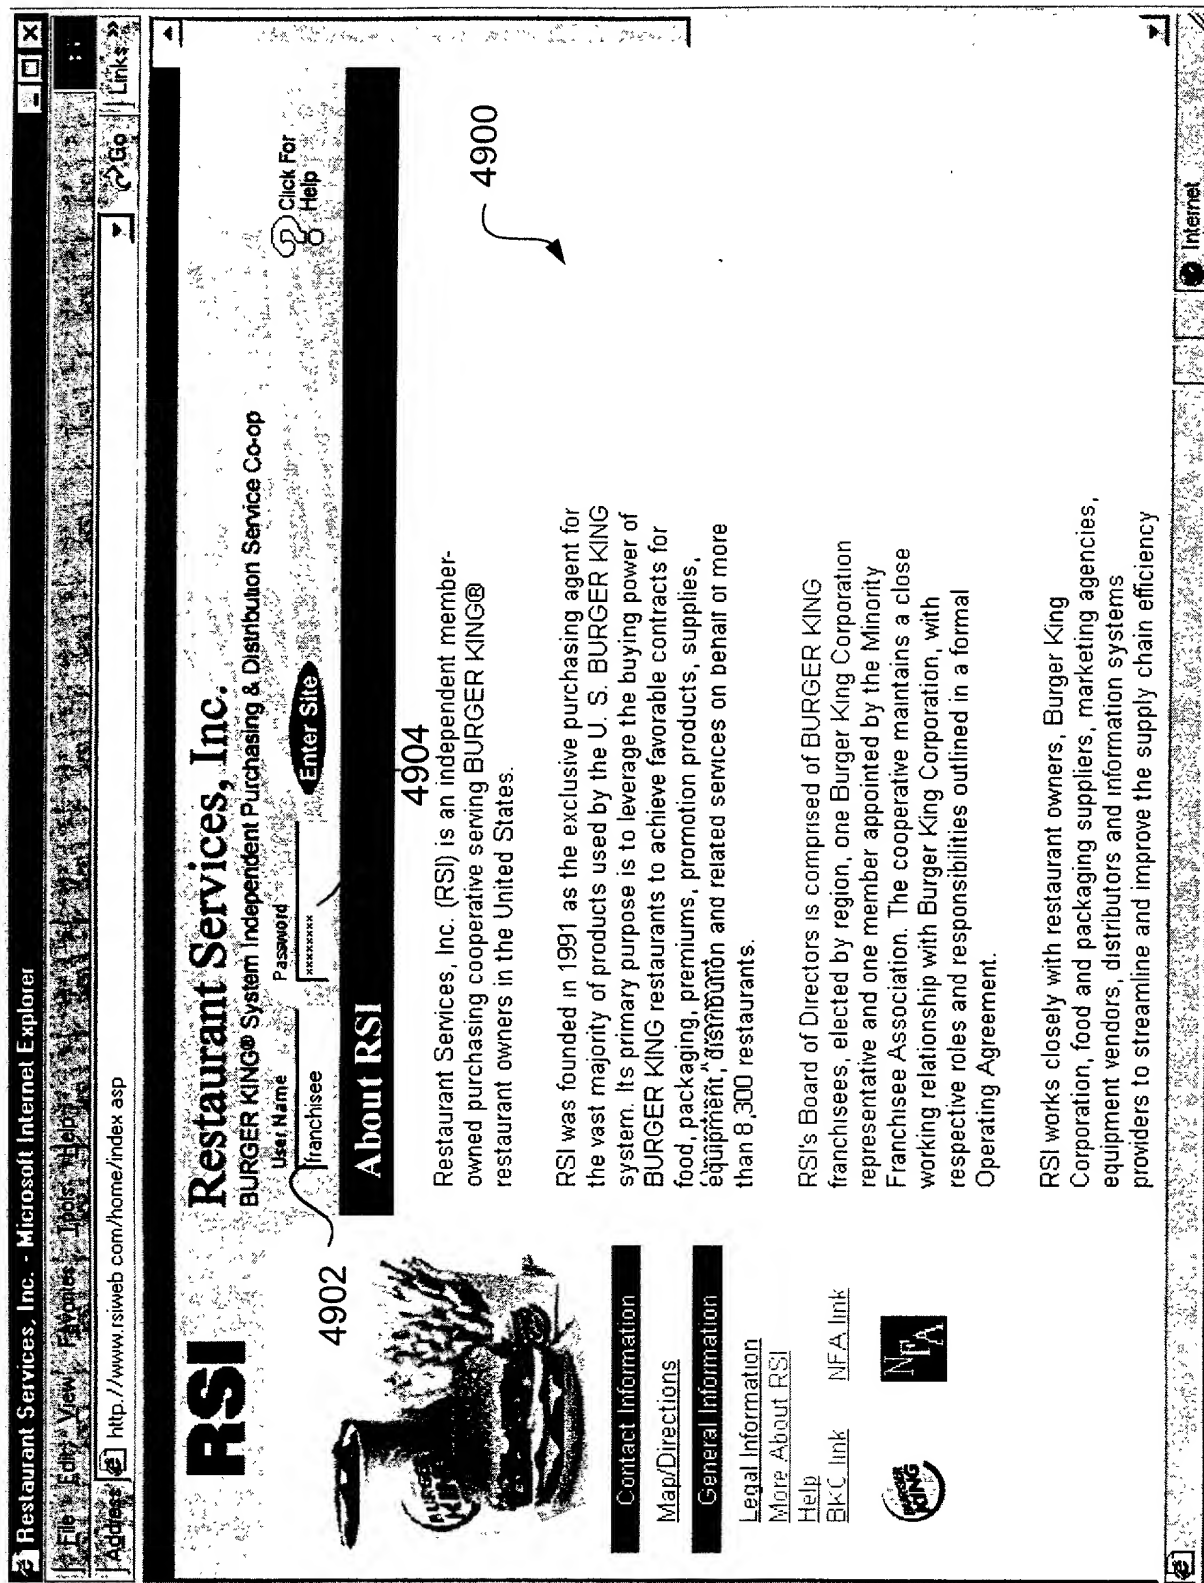 Restaurant Services, Inc. - Microsoft Internet Explorer
File Edit View Favorites Tools Help
Address http://www.rsiweb com/home/index asp Go Links »
RSI
Restaurant Services, Inc.
BURGER KING® System Independent Purchasing & Distribution Service Co-op
User Name Password
franchisee xxxxxxxx Enter Site
Click For
Help
4902
4904
4900
About RSI
BURGER
KING
Contact Information
Map/Directions
General Information
Legal Information
More About RSI
Help
BKC link NFA link
BURGER
KING
NFA
Restaurant Services, Inc. (RSI) is an independent member-
owned purchasing cooperative serving BURGER KING®
restaurant owners in the United States.
RSI was founded in 1991 as the exclusive purchasing agent for
the vast majority of products used by the U. S. BURGER KING
system. Its primary purpose is to leverage the buying power of
BURGER KING restaurants to achieve favorable contracts for
food, packaging, premiums, promotion products, supplies,
equipment, distribution and related services on behalf of more
than 8,300 restaurants.
RSI's Board of Directors is comprised of BURGER KING
franchisees, elected by region, one Burger King Corporation
representative and one member appointed by the Minority
Franchisee Association. The cooperative maintains a close
working relationship with Burger King Corporation, with
respective roles and responsibilities outlined in a formal
Operating Agreement.
RSI works closely with restaurant owners, Burger King
Corporation, food and packaging suppliers, marketing agencies,
equipment vendors, distributors and information systems
providers to streamline and improve the supply chain efficiency
Internet